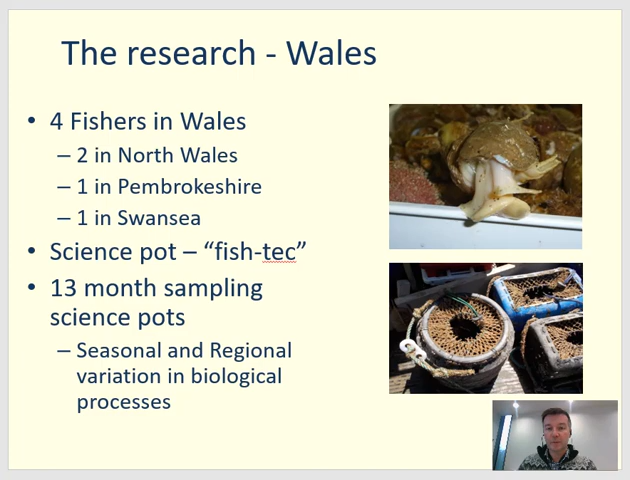 The research - Wales
• 4 Fishers in Wales
– 2 in North Wales
– 1 in Pembrokeshire
– 1 in Swansea
• Science pot – “fish-tec”
• 13 month sampling
science pots
– Seasonal and Regional
variation in biological
processes